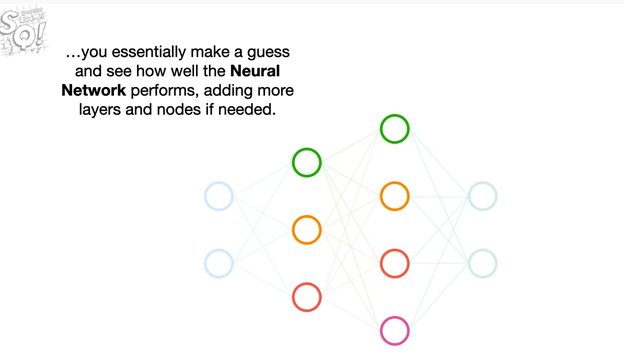 ...you essentially make a guess
and see how well the Neural
Network performs, adding more
layers and nodes if needed.